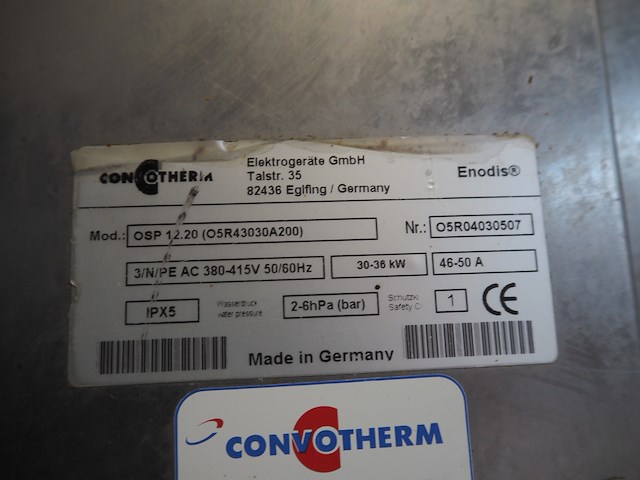 CONVOTHERM
Elektrogeräte GmbH
Talstr. 35
82436 Eglfing / Germany
Enodis®
Mod.: OSP 12.20 (O5R43030A200) Nr.: O5R04030507
3/N/PE AC 380-415V 50/60Hz 30-36 kW 46-50 A
IPX5 Wasserdruck water pressure 2-6hPa (bar) Schutzkl Safety Cl 1 CE
Made in Germany
CONVOTHERM